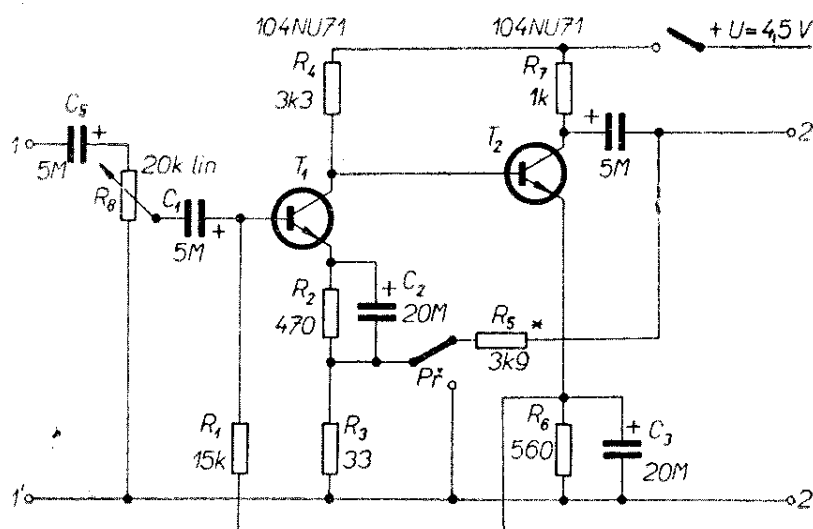 104NU71 104NU71
+ U = 4,5 V
R4
3k3
R7
1k
C5
+
5M
1
20k lin
R8
C1
+
5M
T1
T2
+
5M
2
R2
470
+ C2
20M
R5 *
3k9
Př*
R1
15k
R3
33
R6
560
+ C3
20M
1'
2